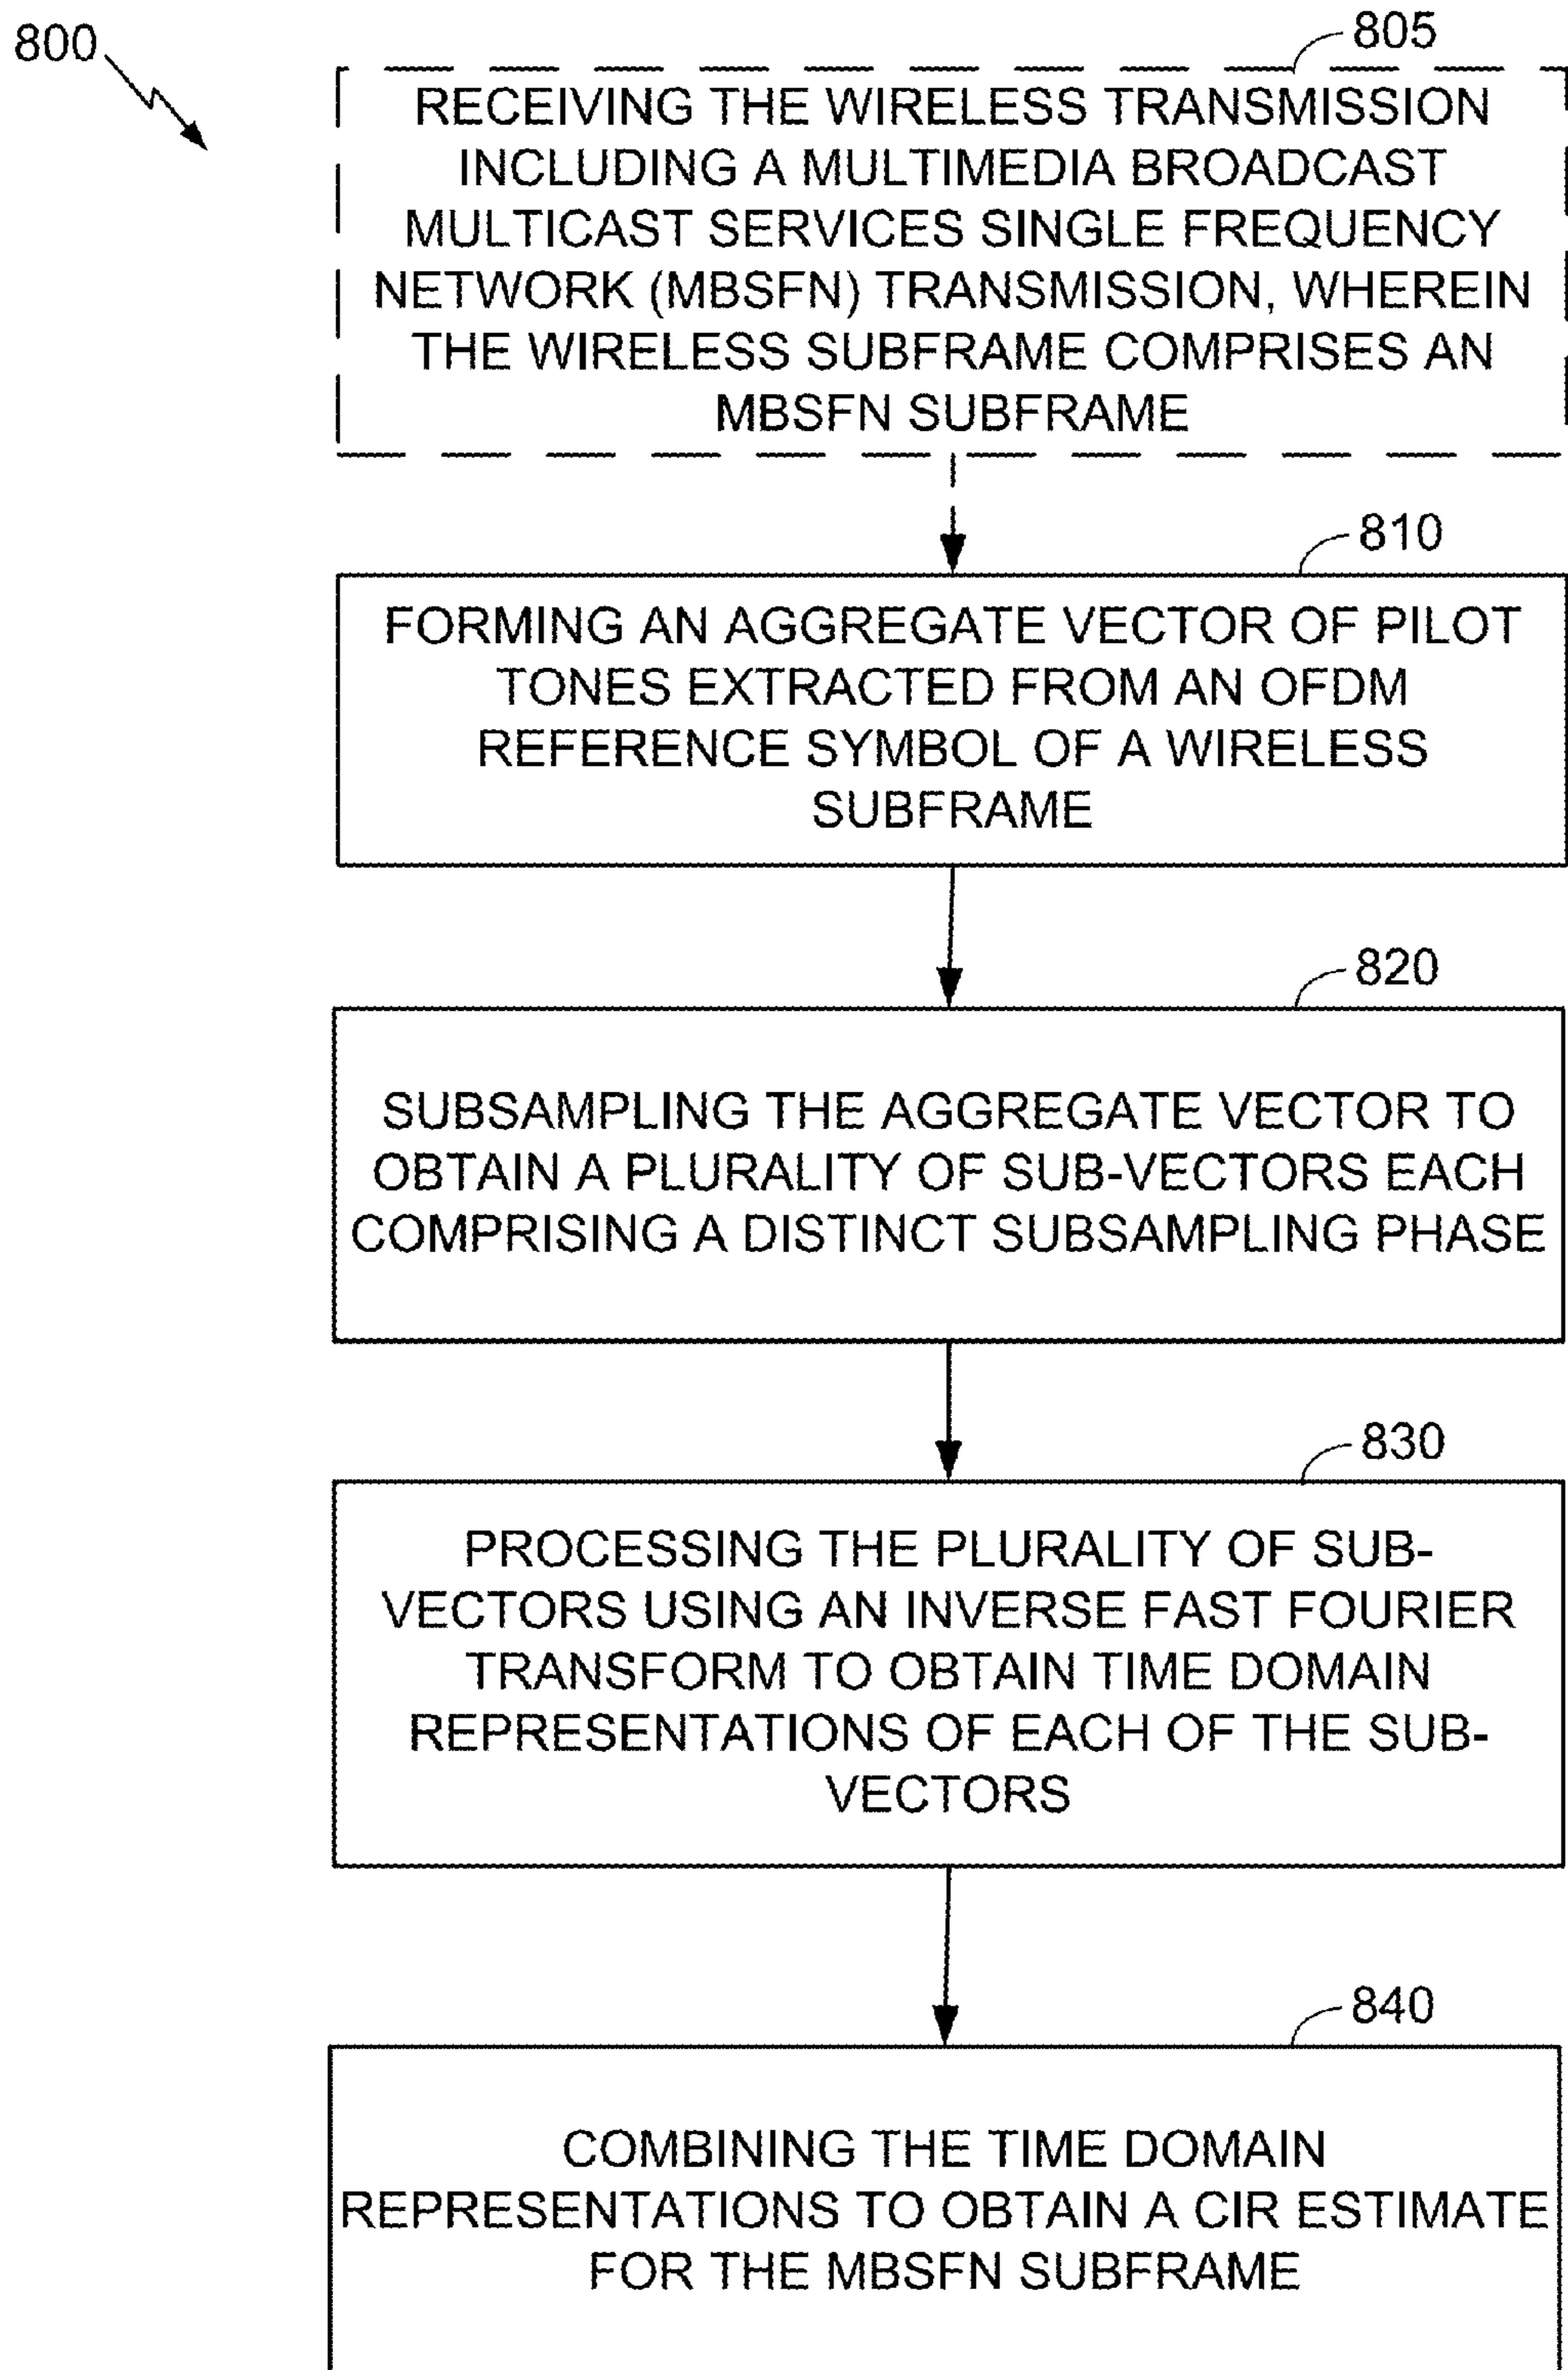 800
805
RECEIVING THE WIRELESS TRANSMISSION
INCLUDING A MULTIMEDIA BROADCAST
MULTICAST SERVICES SINGLE FREQUENCY
NETWORK (MBSFN) TRANSMISSION, WHEREIN
THE WIRELESS SUBFRAME COMPRISES AN
MBSFN SUBFRAME
810
FORMING AN AGGREGATE VECTOR OF PILOT
TONES EXTRACTED FROM AN OFDM
REFERENCE SYMBOL OF A WIRELESS
SUBFRAME
820
SUBSAMPLING THE AGGREGATE VECTOR TO
OBTAIN A PLURALITY OF SUB-VECTORS EACH
COMPRISING A DISTINCT SUBSAMPLING PHASE
830
PROCESSING THE PLURALITY OF SUB-
VECTORS USING AN INVERSE FAST FOURIER
TRANSFORM TO OBTAIN TIME DOMAIN
REPRESENTATIONS OF EACH OF THE SUB-
VECTORS
840
COMBINING THE TIME DOMAIN
REPRESENTATIONS TO OBTAIN A CIR ESTIMATE
FOR THE MBSFN SUBFRAME